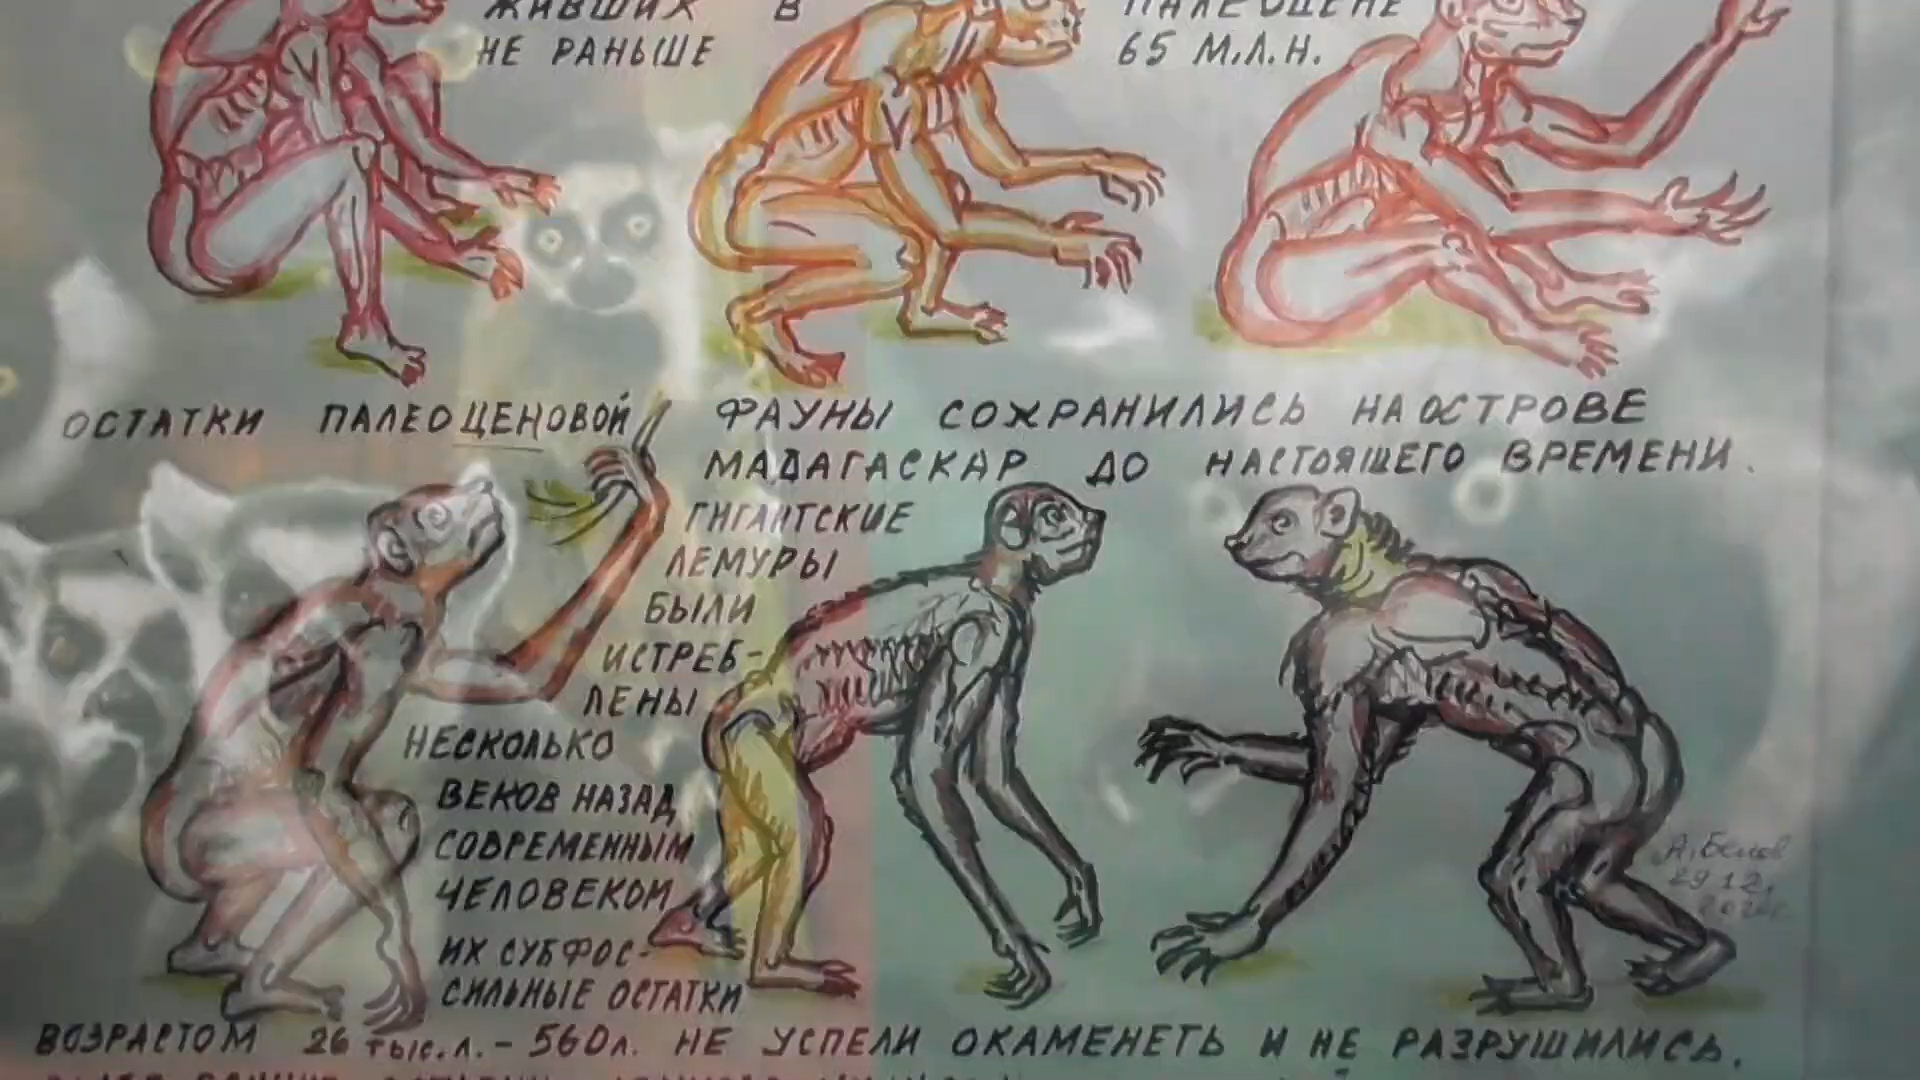 ЖИВШИХ В ПАЛЕОЦЕНЕ
НЕ РАНЬШЕ 65 М.Л.Н.
ОСТАТКИ ПАЛЕОЦЕНОВОЙ ФАУНЫ СОХРАНИЛИСЬ НА ОСТРОВЕ
МАДАГАСКАР ДО НАСТОЯЩЕГО ВРЕМЕНИ.
ГИГАНТСКИЕ
ЛЕМУРЫ
БЫЛИ
ИСТРЕБ-
ЛЕНЫ
НЕСКОЛЬКО
ВЕКОВ НАЗАД
СОВРЕМЕННЫМ
ЧЕЛОВЕКОМ
ИХ СУБФОС-
СИЛЬНЫЕ ОСТАТКИ
ВОЗРАСТОМ 26 тыс.л. - 560л. НЕ УСПЕЛИ ОКАМЕНЕТЬ И НЕ РАЗРУШИЛИСЬ.
А. Белов
29 12.